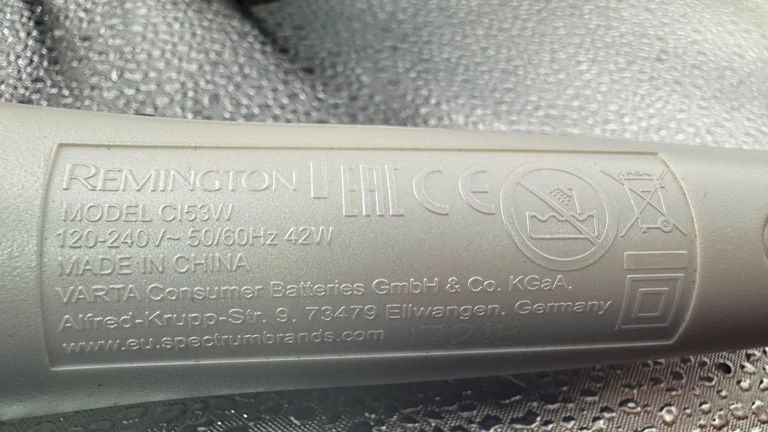 REMINGTON EAC CE
MODEL CI53W
120-240V~ 50/60Hz 42W
MADE IN CHINA
VARTA Consumer Batteries GmbH & Co. KGaA,
Alfred-Krupp-Str. 9, 73479 Ellwangen, Germany
www.eu.spectrumbrands.com